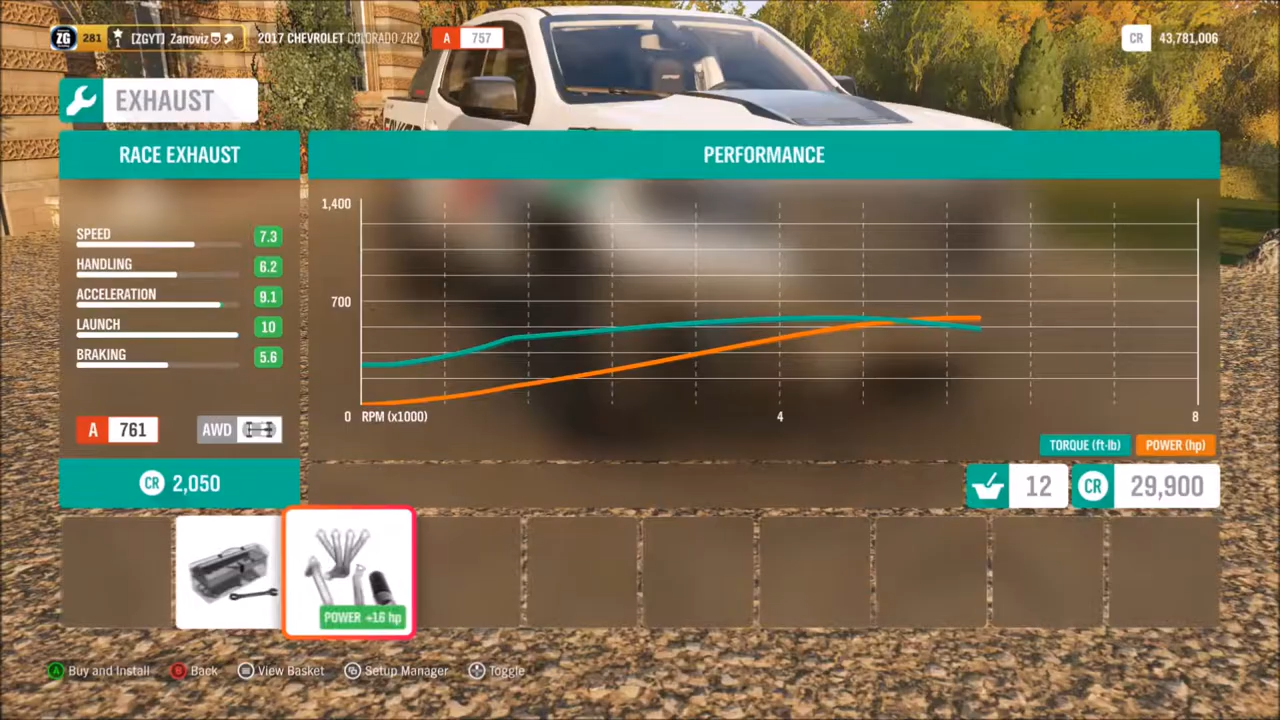 ZG 281 [ZGYT] Zanoviz 2017 CHEVROLET COLORADO ZR2 A 757 CR 43,781,006
EXHAUST
RACE EXHAUST
PERFORMANCE
SPEED 7.3
HANDLING 6.2
ACCELERATION 9.1
LAUNCH 10
BRAKING 5.6
A 761 AWD
CR 2,050
1,400
700
0 RPM (x1000) 4 8
TORQUE (ft-lb) POWER (hp)
12 CR 29,900
POWER +16 hp
A Buy and Install B Back View Basket Setup Manager Toggle